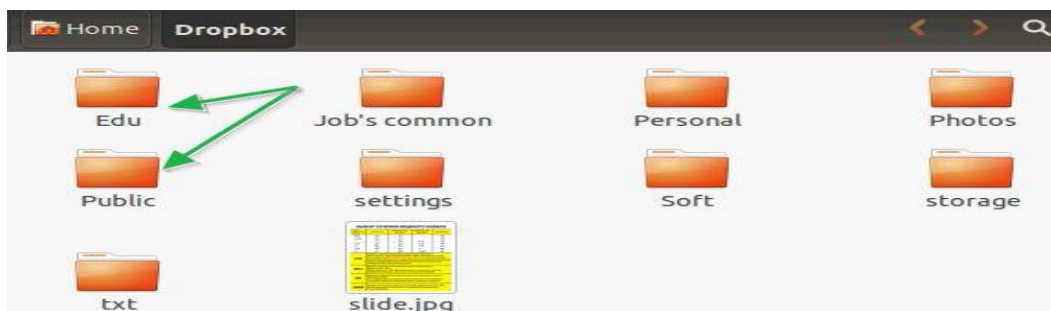 Home Dropbox
Edu Job's common Personal Photos
Public settings Soft storage
txt slide.jpg